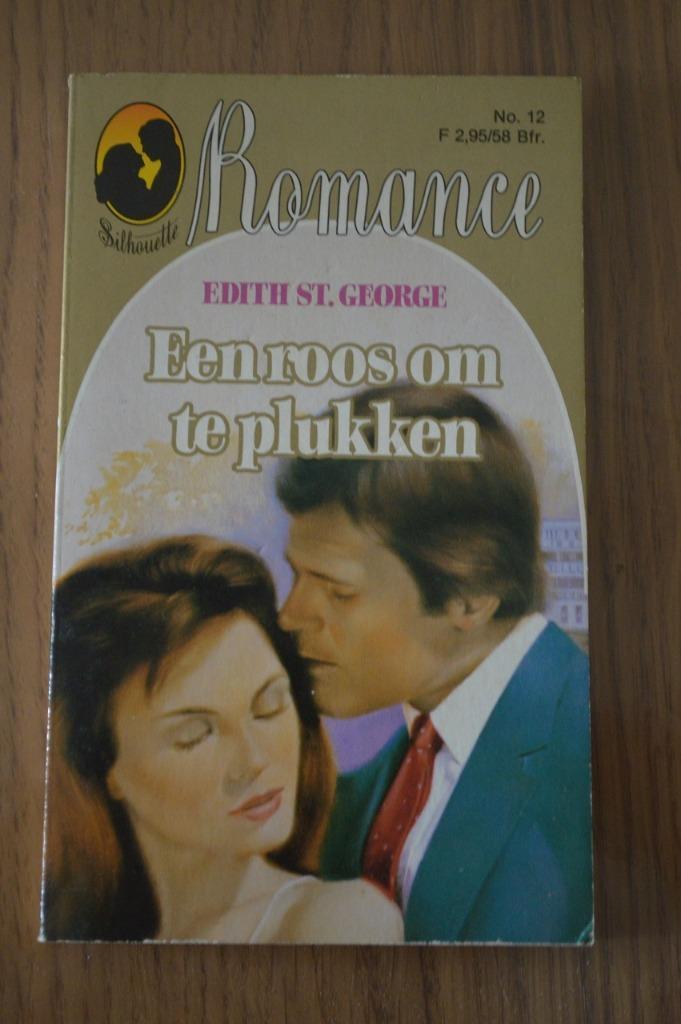 No. 12
F 2,95/58 Bfr.
Romance
Silhouette
EDITH ST. GEORGE
Een roos om
te plukken